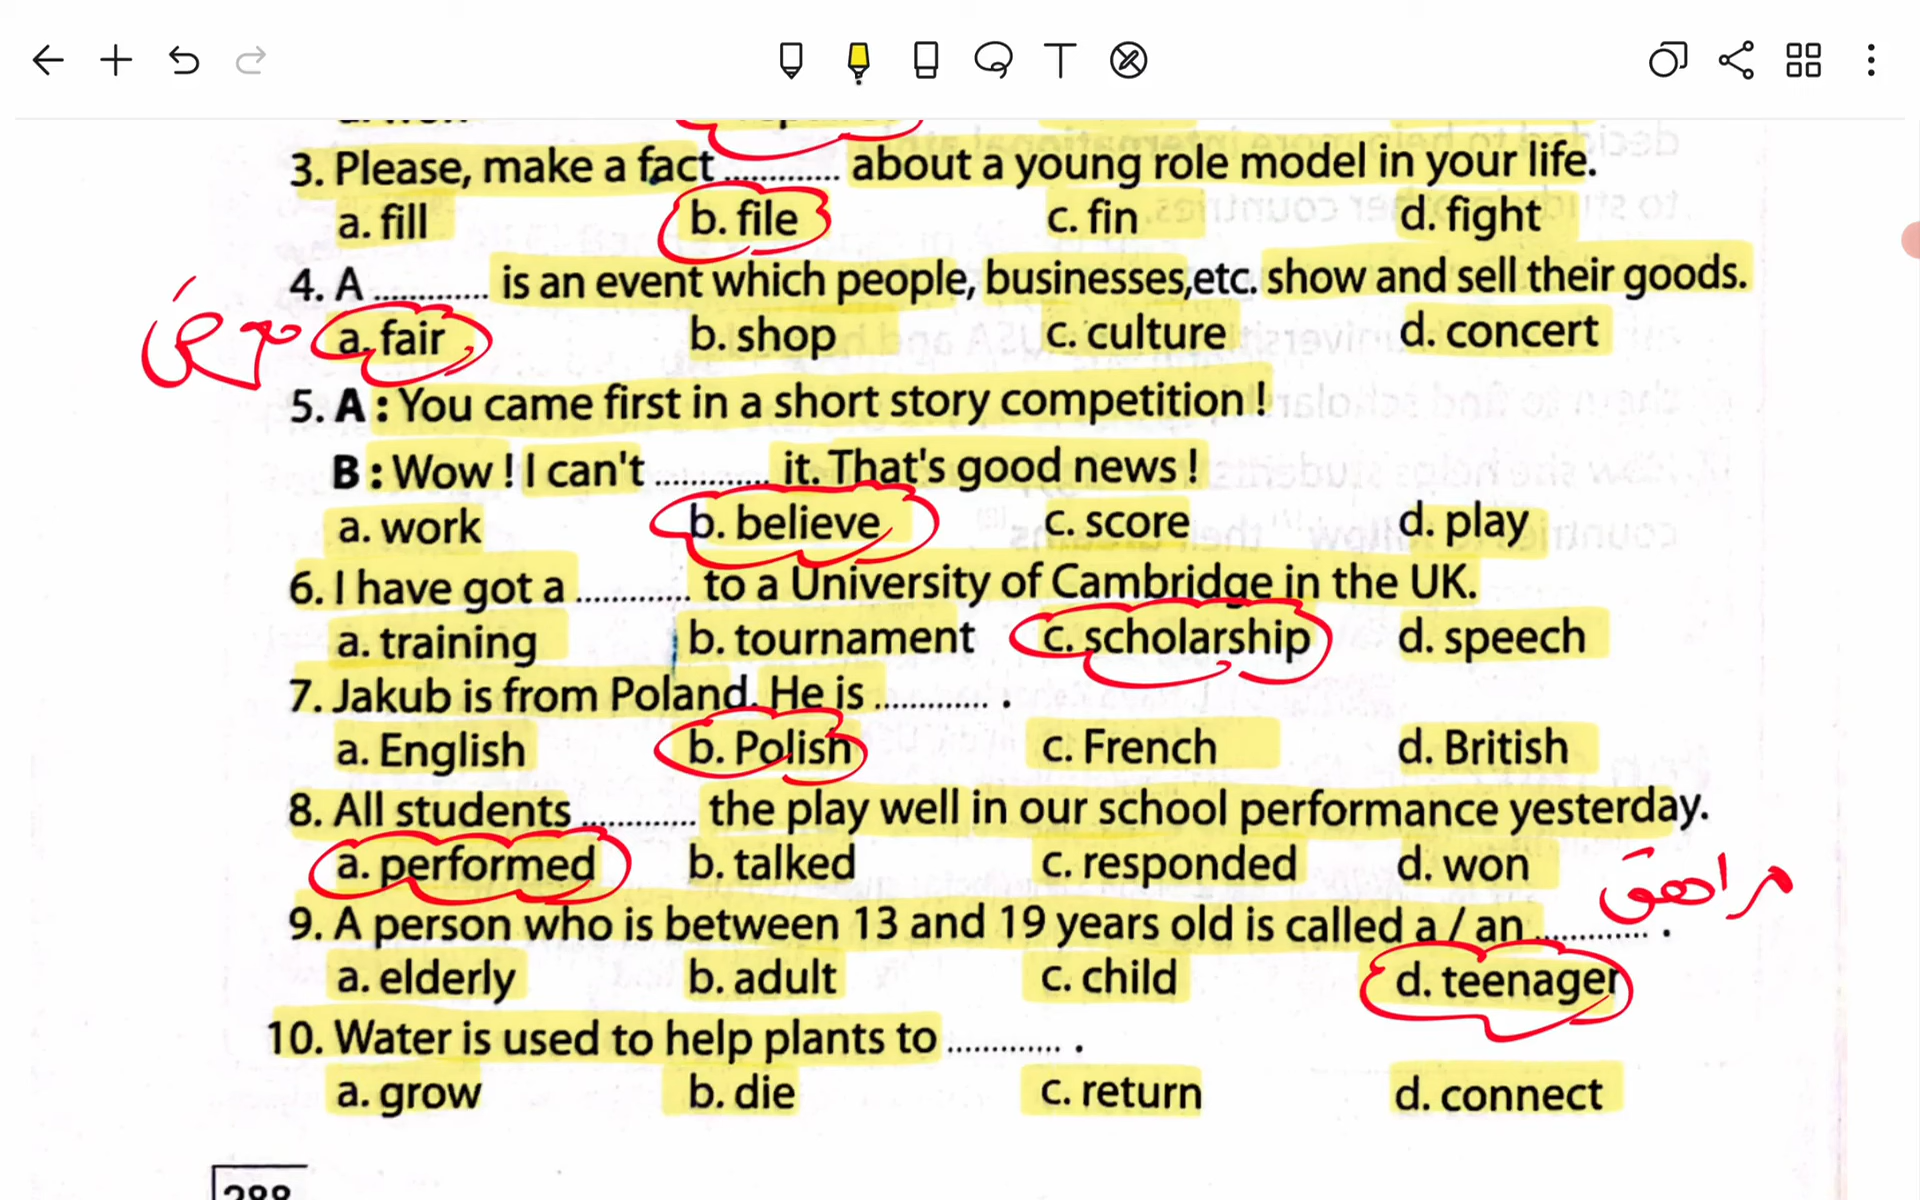 3. Please, make a fact ............. about a young role model in your life.
a. fill b. file c. fin d. fight
4. A ............. is an event which people, businesses,etc. show and sell their goods.
معرض
a. fair b. shop c. culture d. concert
5. A : You came first in a short story competition !
B : Wow ! I can't ............. it. That's good news !
a. work b. believe c. score d. play
6. I have got a ............. to a University of Cambridge in the UK.
a. training b. tournament c. scholarship d. speech
7. Jakub is from Poland. He is ............. .
a. English b. Polish c. French d. British
8. All students ............. the play well in our school performance yesterday.
a. performed b. talked c. responded d. won
مراهق
9. A person who is between 13 and 19 years old is called a / an ............. .
a. elderly b. adult c. child d. teenager
10. Water is used to help plants to ............. .
a. grow b. die c. return d. connect
288